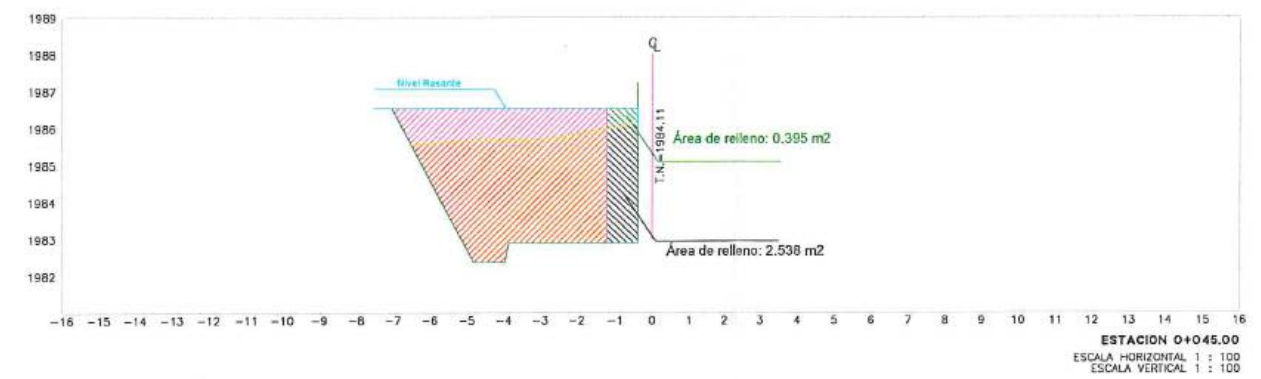 1989
1988
1987
1986
1985
1984
1983
1982
Nivel Rasante
CL
T.N.=1984.11
Área de relleno: 0.395 m2
Área de relleno: 2.538 m2
-16 -15 -14 -13 -12 -11 -10 -9 -8 -7 -6 -5 -4 -3 -2 -1 0 1 2 3 4 5 6 7 8 9 10 11 12 13 14 15 16
ESTACION 0+045.00
ESCALA HORIZONTAL 1 : 100
ESCALA VERTICAL 1 : 100